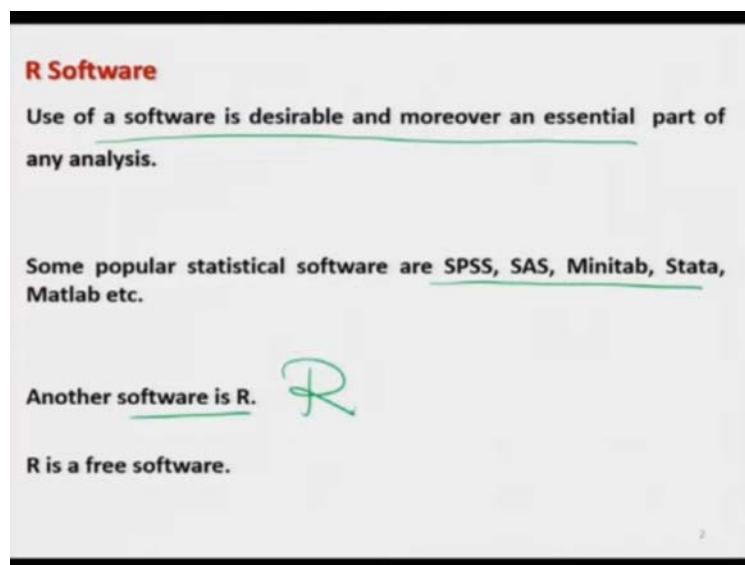 R Software
Use of a software is desirable and moreover an essential part of
any analysis.
Some popular statistical software are SPSS, SAS, Minitab, Stata,
Matlab etc.
Another software is R. R
R is a free software.
2